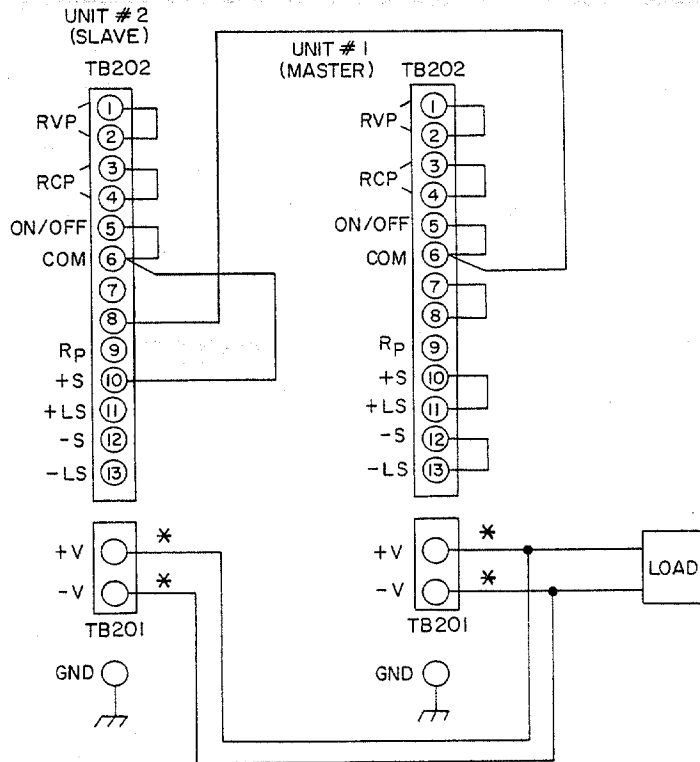 UNIT # 2
(SLAVE)
TB202
RVP
1
2
RCP
3
4
ON/OFF
5
COM
6
7
8
RP
9
+S
10
+LS
11
-S
12
-LS
13
+V
*
-V
*
TB201
GND
UNIT # 1
(MASTER)
TB202
RVP
1
2
RCP
3
4
ON/OFF
5
COM
6
7
8
RP
9
+S
10
+LS
11
-S
12
-LS
13
+V
*
-V
*
TB201
GND
LOAD